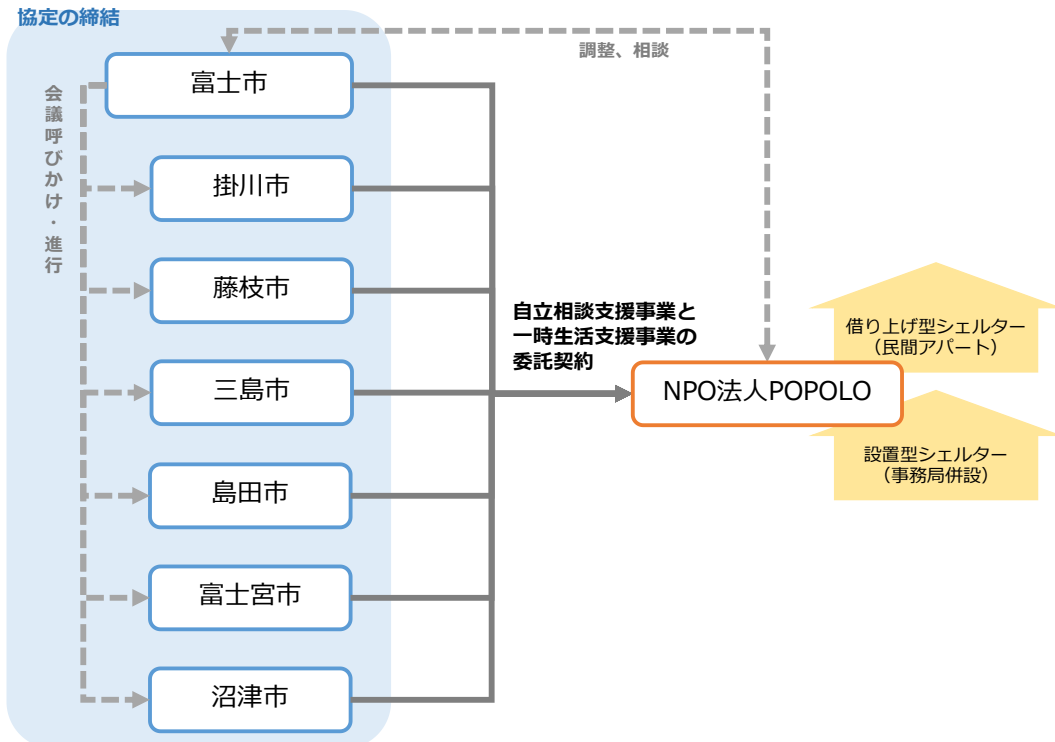 協定の締結
調整、相談
富士市
会議呼びかけ・進行
掛川市
藤枝市
三島市
島田市
富士宮市
沼津市
自立相談支援事業と
一時生活支援事業の
委託契約
NPO法人POPOLO
借り上げ型シェルター
（民間アパート）
設置型シェルター
（事務局併設）